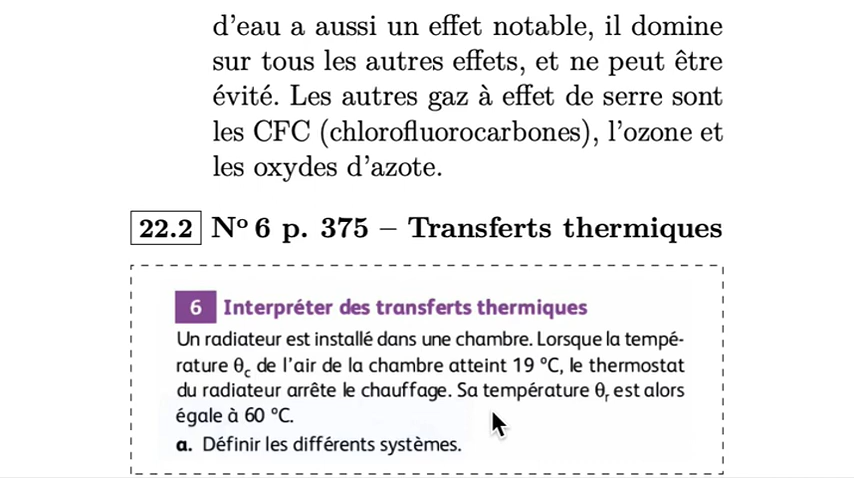 d’eau a aussi un effet notable, il domine
sur tous les autres effets, et ne peut être
évité. Les autres gaz à effet de serre sont
les CFC (chlorofluorocarbones), l’ozone et
les oxydes d’azote.
22.2 Nº 6 p. 375 – Transferts thermiques
6 Interpréter des transferts thermiques
Un radiateur est installé dans une chambre. Lorsque la tempé-
rature θc de l’air de la chambre atteint 19 °C, le thermostat
du radiateur arrête le chauffage. Sa température θr est alors
égale à 60 °C.
a. Définir les différents systèmes.